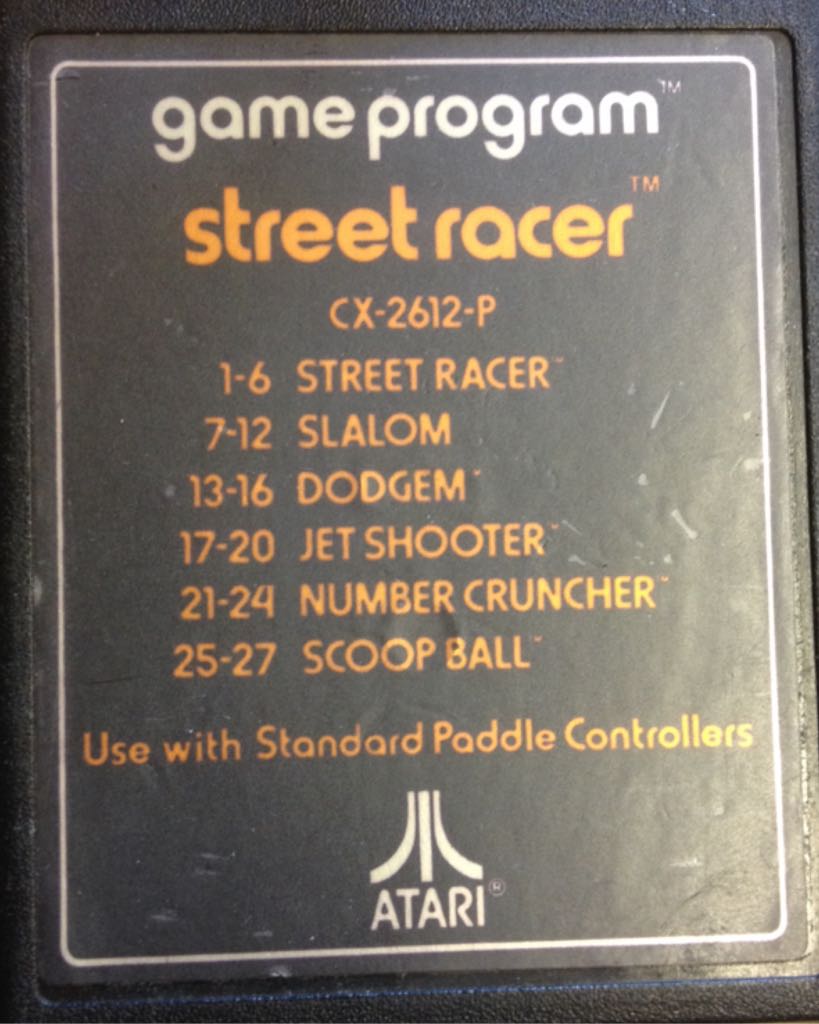 game program™
street racer™
CX-2612-P
1-6 STREET RACER™
7-12 SLALOM
13-16 DODGEM™
17-20 JET SHOOTER™
21-24 NUMBER CRUNCHER™
25-27 SCOOP BALL™
Use with Standard Paddle Controllers
ATARI®